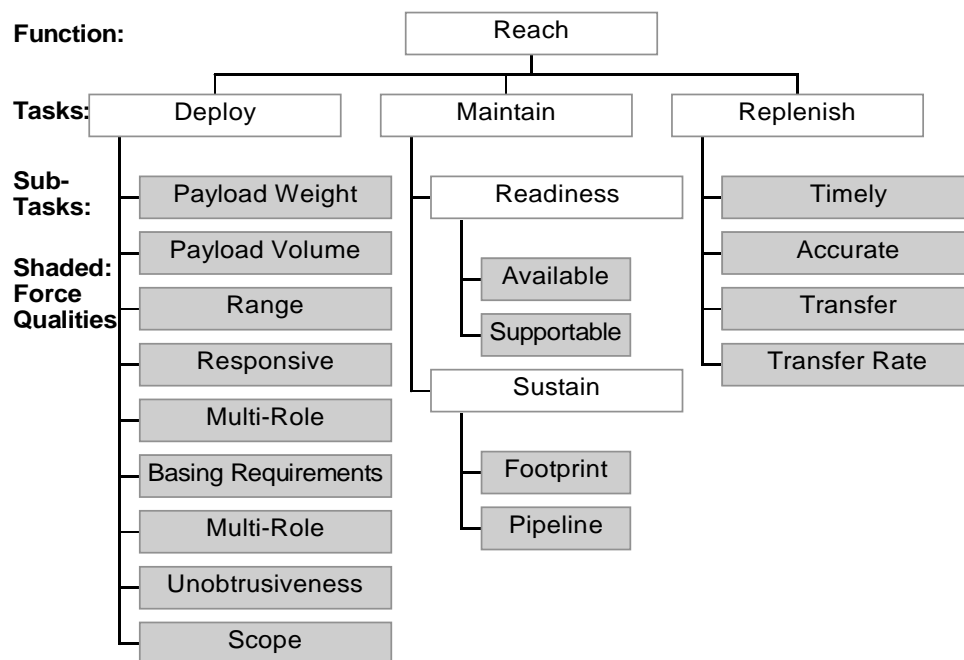 Function:
Reach
Tasks:
Deploy
Maintain
Replenish
Sub-
Tasks:
Shaded:
Force
Qualities
Payload Weight
Payload Volume
Range
Responsive
Multi-Role
Basing Requirements
Multi-Role
Unobtrusiveness
Scope
Readiness
Available
Supportable
Sustain
Footprint
Pipeline
Timely
Accurate
Transfer
Transfer Rate